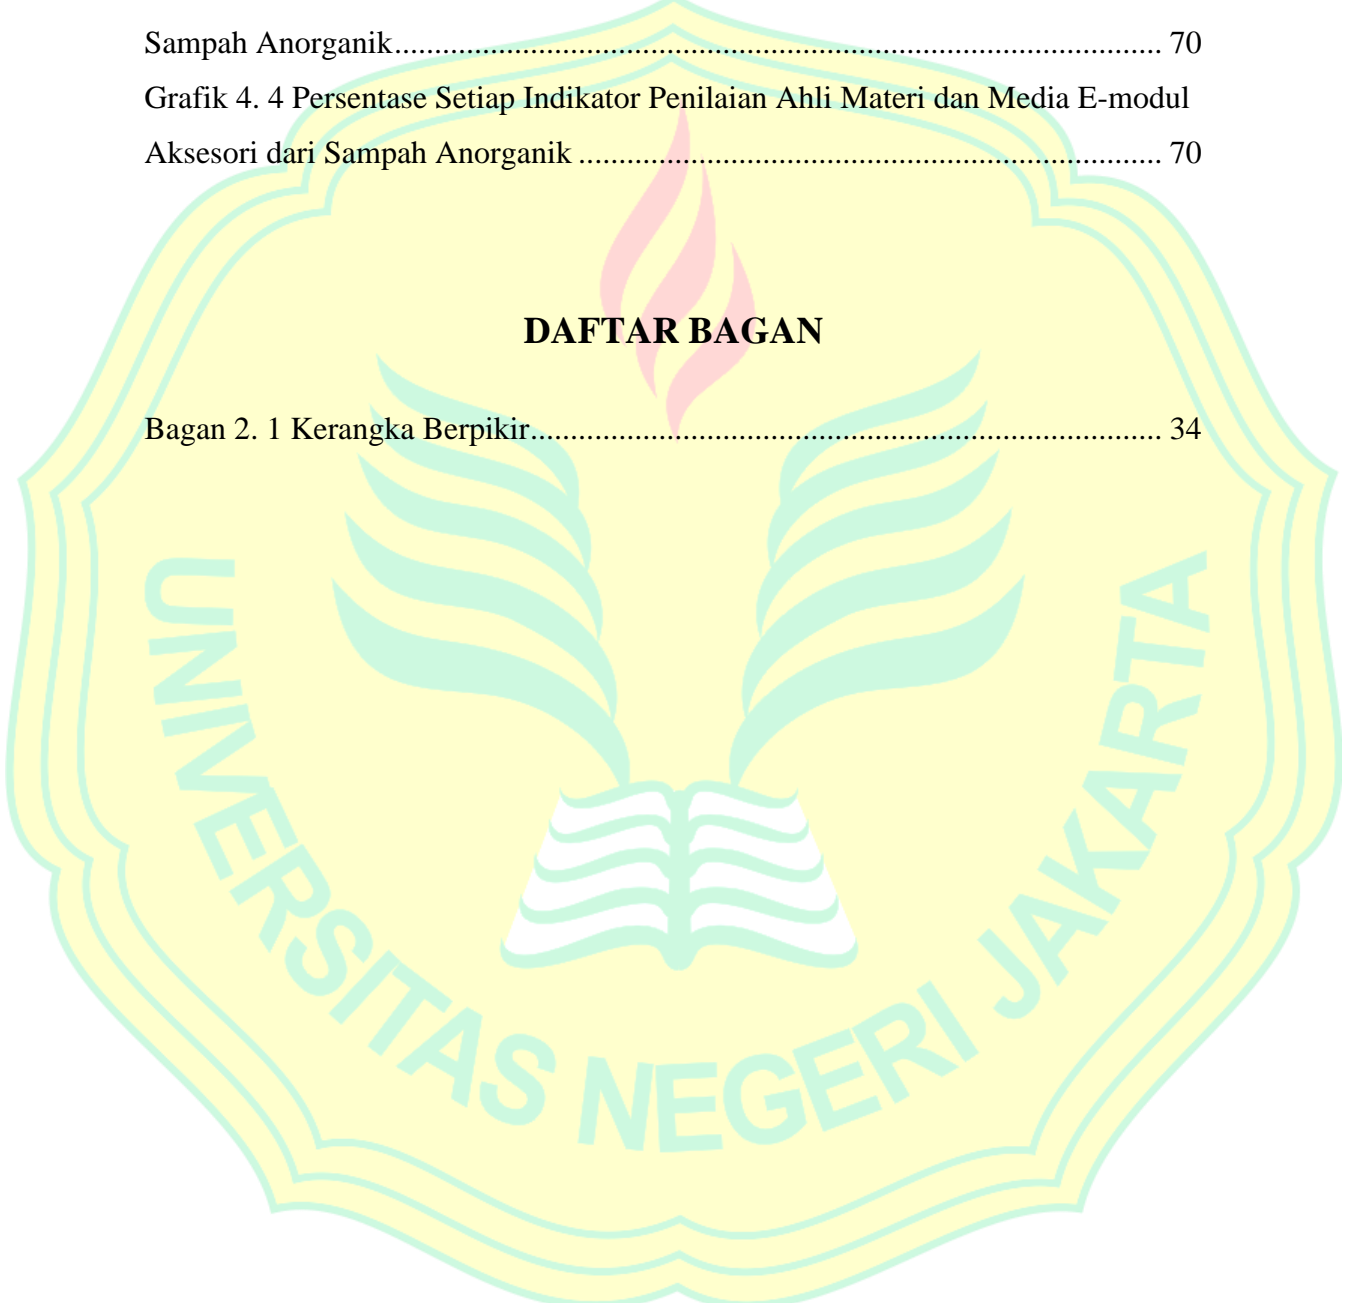 Sampah Anorganik................................................................................................ 70
Grafik 4. 4 Persentase Setiap Indikator Penilaian Ahli Materi dan Media E-modul
Aksesori dari Sampah Anorganik ......................................................................... 70
DAFTAR BAGAN
Bagan 2. 1 Kerangka Berpikir............................................................................... 34
UNIVERSITAS NEGERI JAKARTA